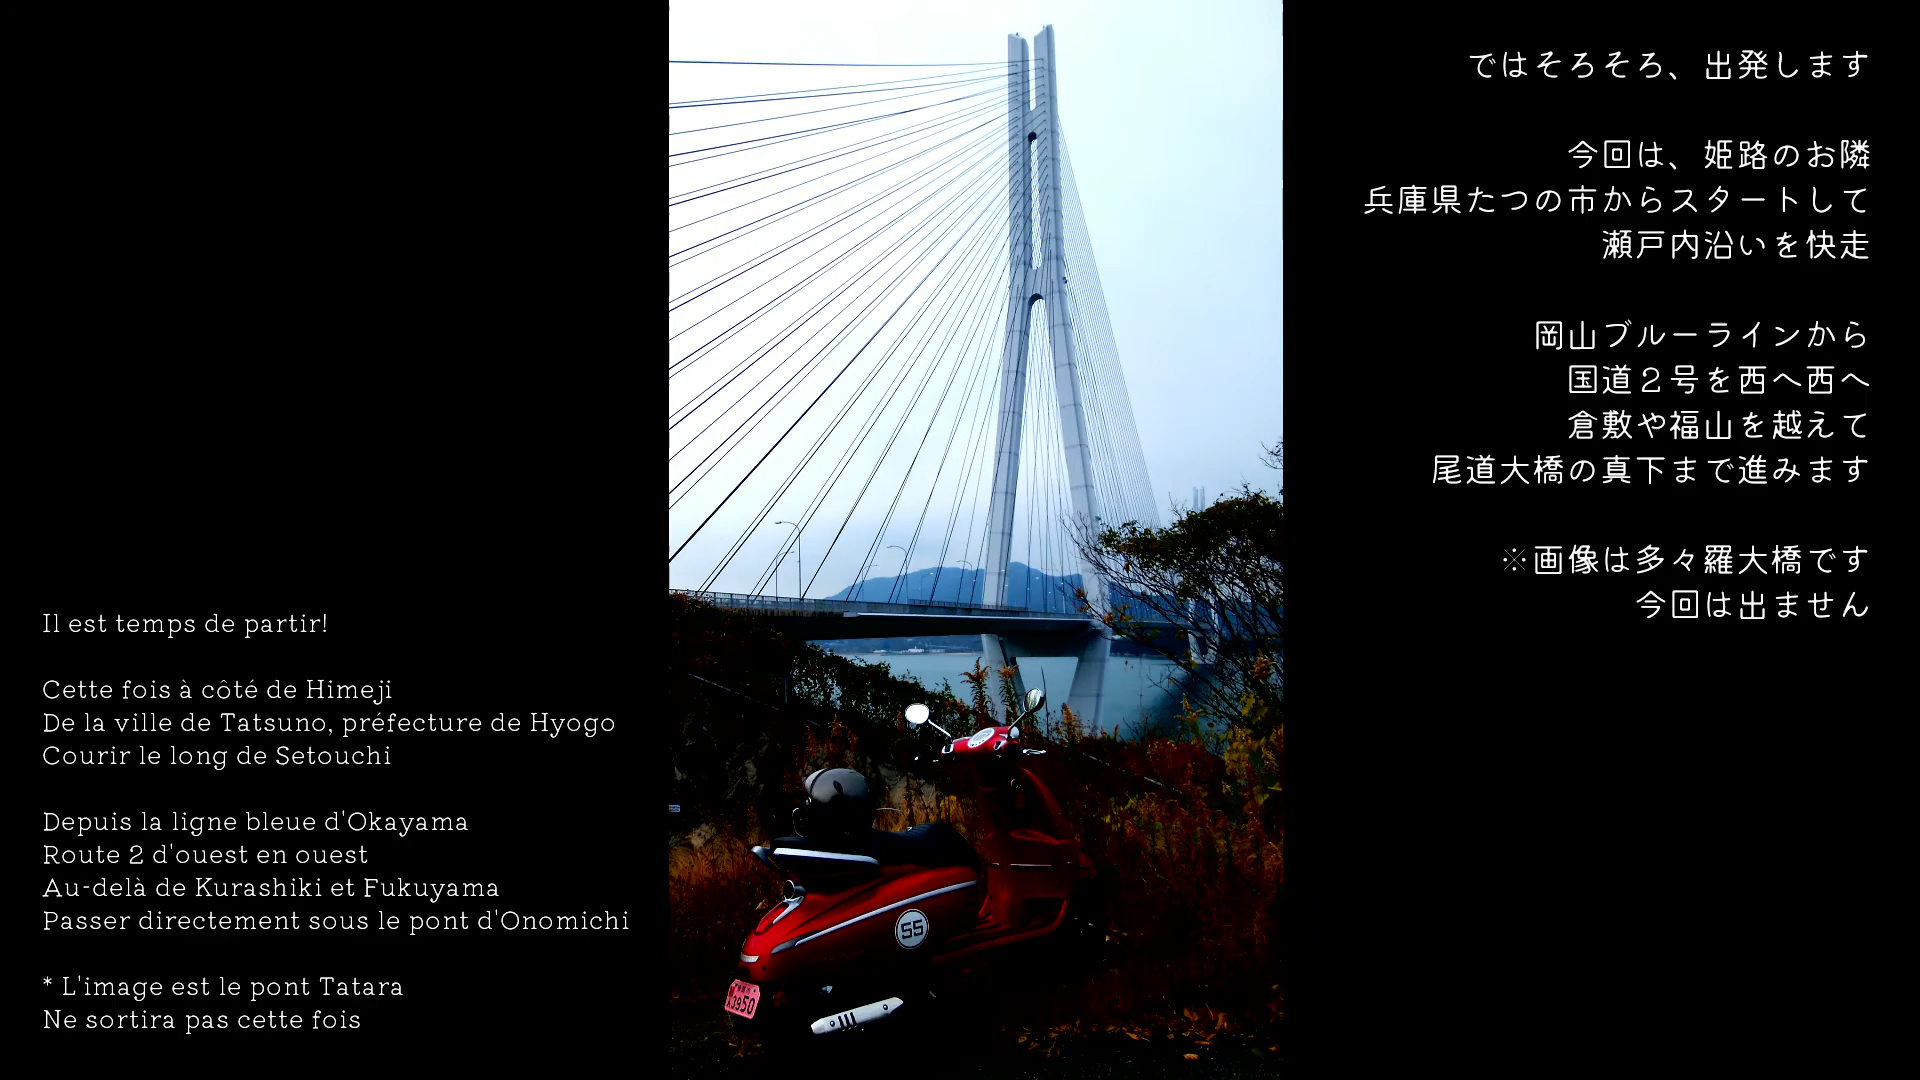 Il est temps de partir!
Cette fois à côté de Himeji
De la ville de Tatsuno, préfecture de Hyogo
Courir le long de Setouchi
Depuis la ligne bleue d'Okayama
Route 2 d'ouest en ouest
Au-delà de Kurashiki et Fukuyama
Passer directement sous le pont d'Onomichi
* L'image est le pont Tatara
Ne sortira pas cette fois
ではそろそろ、出発します
今回は、姫路のお隣
兵庫県たつの市からスタートして
瀬戸内沿いを快走
岡山ブルーラインから
国道２号を西へ西へ
倉敷や福山を越えて
尾道大橋の真下まで進みます
※画像は多々羅大橋です
今回は出ません
55
3950